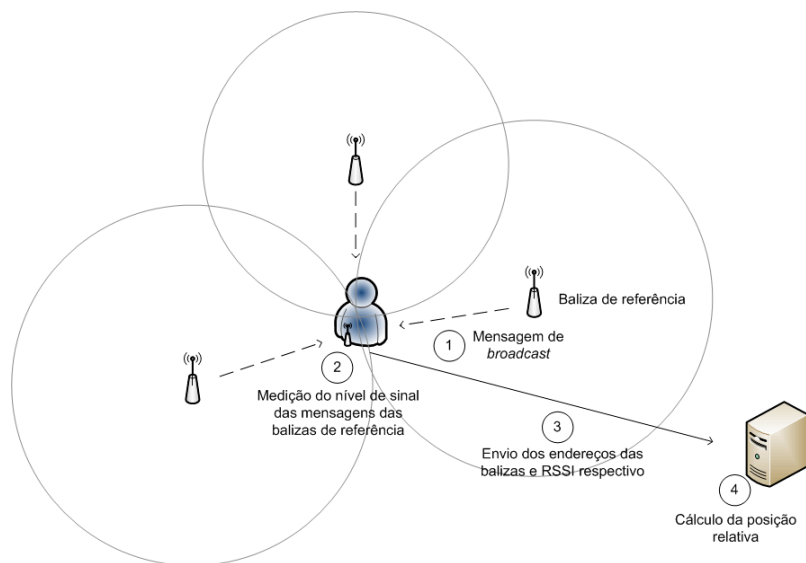 Baliza de referência
1
Mensagem de
broadcast
2
Medição do nível de sinal
das mensagens das
balizas de referência
3
Envio dos endereços das
balizas e RSSI respectivo
4
Cálculo da posição
relativa